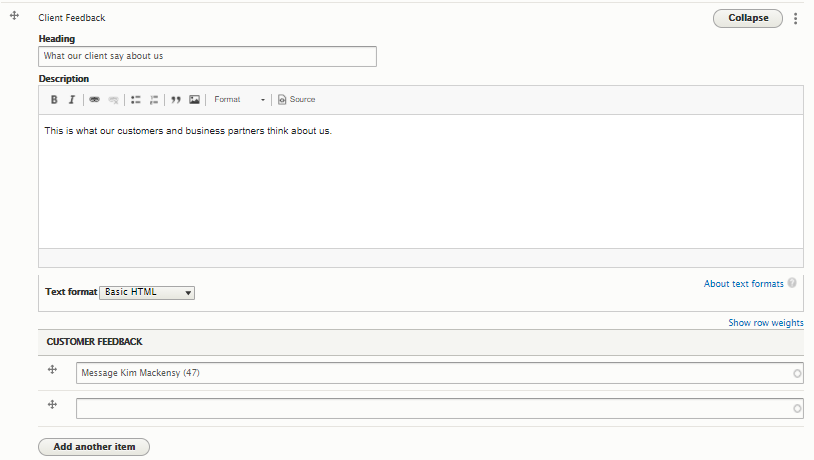 Client Feedback
Collapse
Heading
What our client say about us
Description
B I Format Source
This is what our customers and business partners think about us.
Text format Basic HTML
About text formats ?
Show row weights
CUSTOMER FEEDBACK
Message Kim Mackensy (47)
Add another item